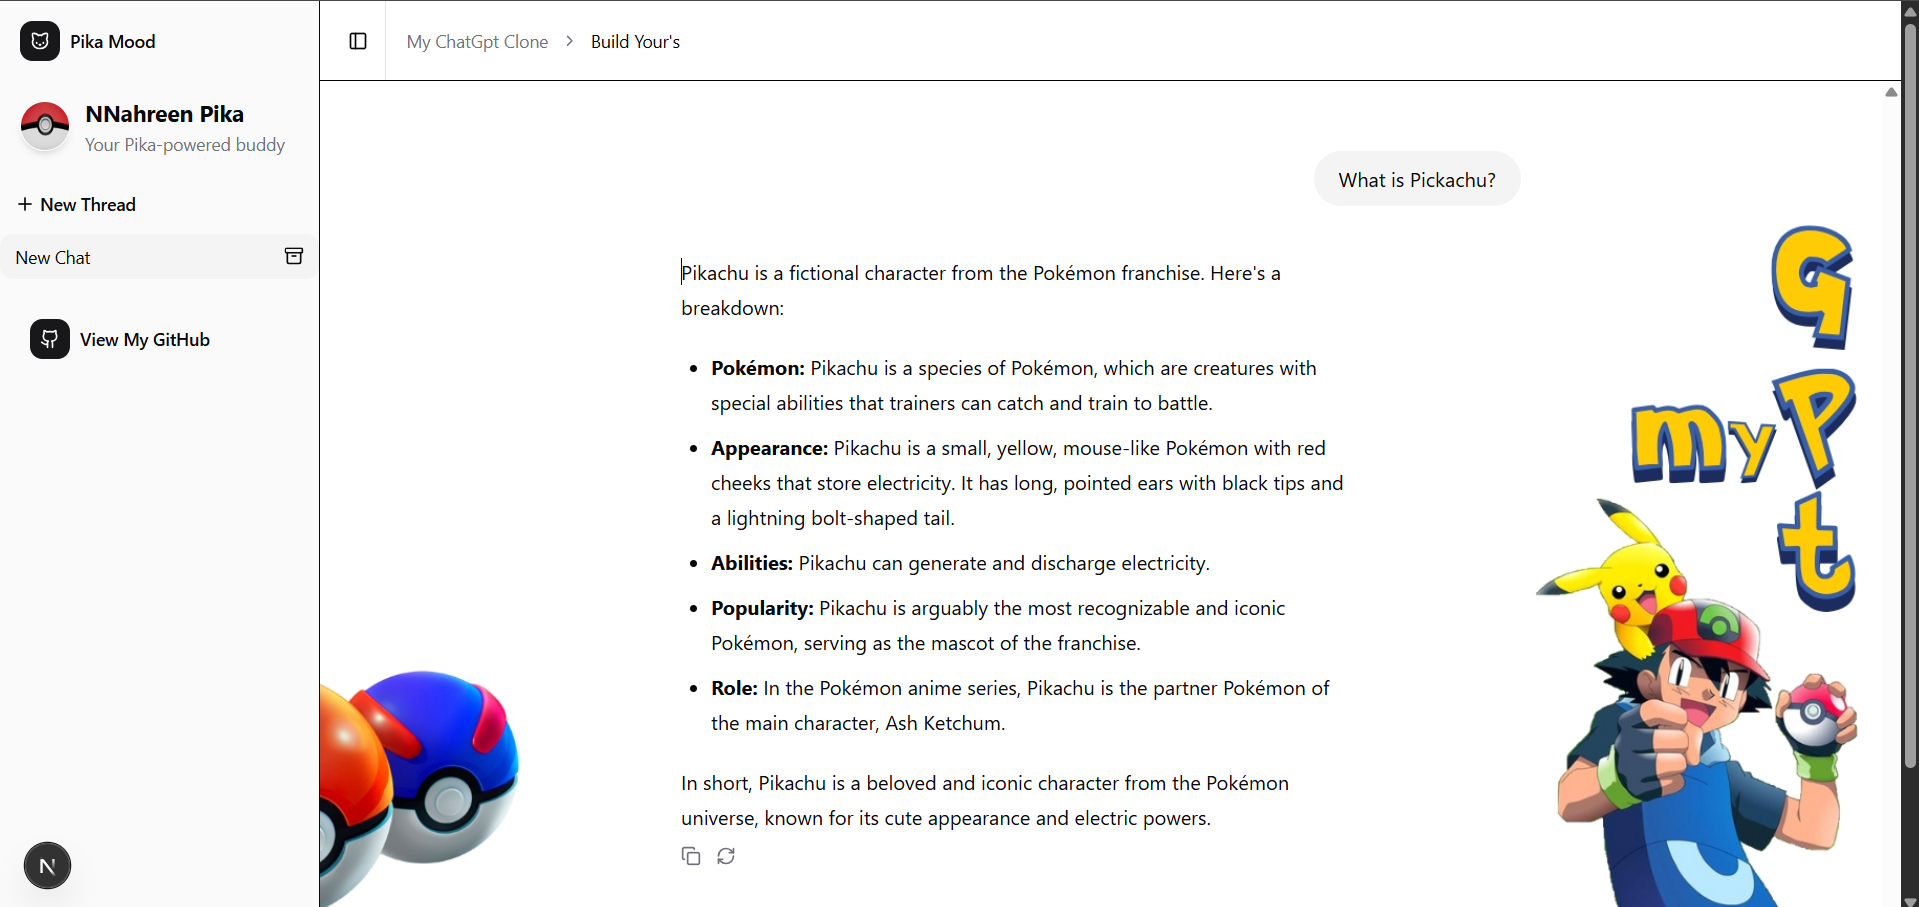 Pika Mood
NNahreen Pika
Your Pika-powered buddy
New Thread
New Chat
View My GitHub
N
My ChatGpt Clone > Build Your's
What is Pickachu?
Pikachu is a fictional character from the Pokémon franchise. Here's a
breakdown:
• Pokémon: Pikachu is a species of Pokémon, which are creatures with
special abilities that trainers can catch and train to battle.
• Appearance: Pikachu is a small, yellow, mouse-like Pokémon with red
cheeks that store electricity. It has long, pointed ears with black tips and
a lightning bolt-shaped tail.
• Abilities: Pikachu can generate and discharge electricity.
• Popularity: Pikachu is arguably the most recognizable and iconic
Pokémon, serving as the mascot of the franchise.
• Role: In the Pokémon anime series, Pikachu is the partner Pokémon of
the main character, Ash Ketchum.
In short, Pikachu is a beloved and iconic character from the Pokémon
universe, known for its cute appearance and electric powers.
my
GPt